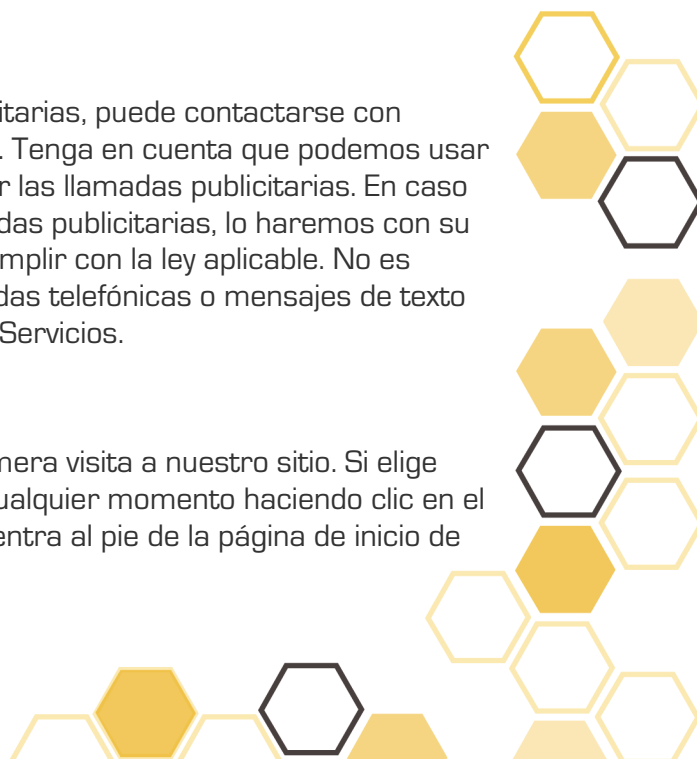 citarias, puede contactarse con
. Tenga en cuenta que podemos usar
r las llamadas publicitarias. En caso
das publicitarias, lo haremos con su
mplir con la ley aplicable. No es
das telefónicas o mensajes de texto
Servicios.
mera visita a nuestro sitio. Si elige
ualquier momento haciendo clic en el
entra al pie de la página de inicio de